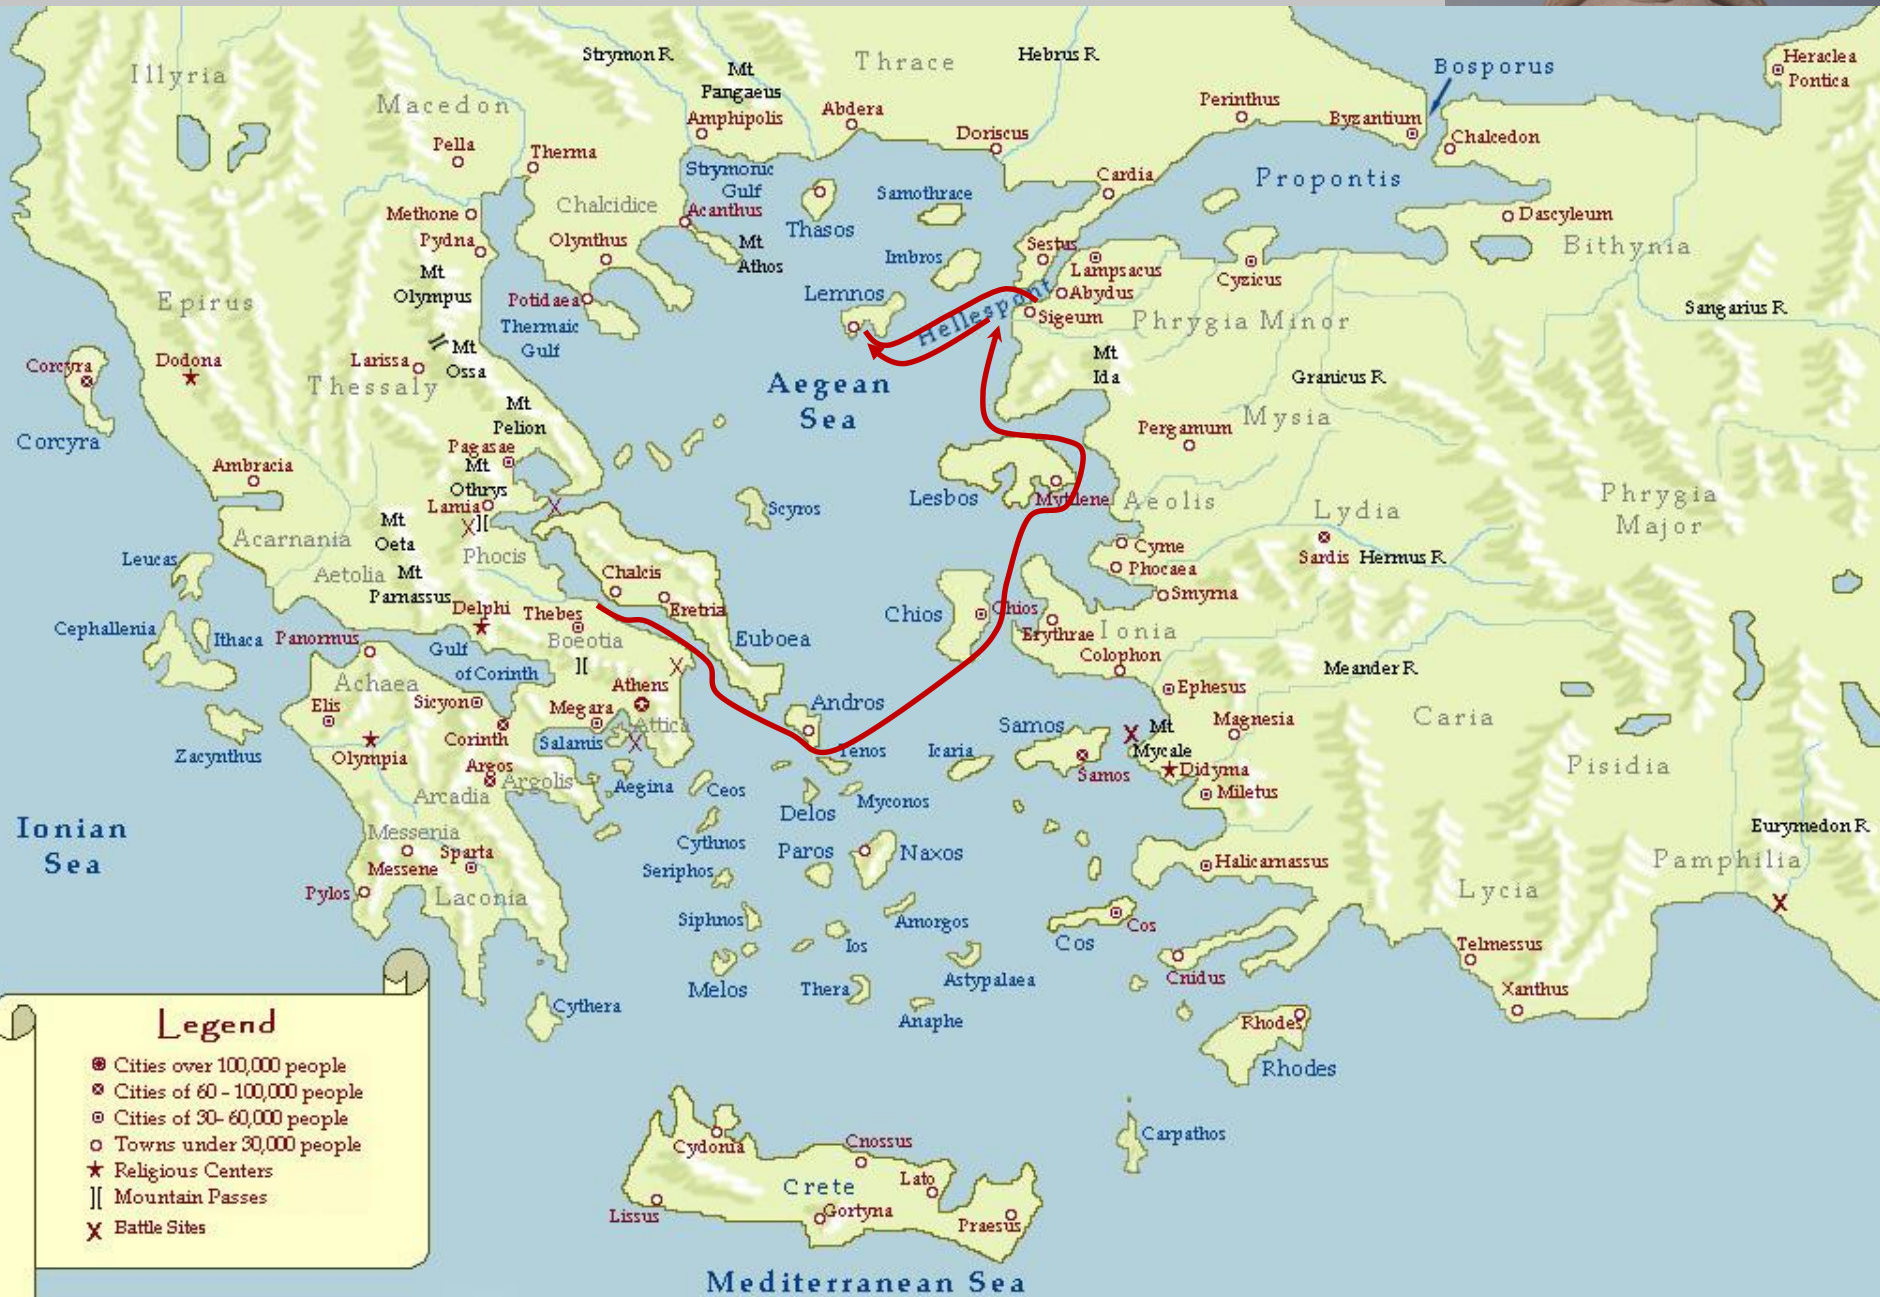 Illyria
Strymon R.
Mt
Pangaeus
Thrace
Hebrus R.
Bosporus
Heraclea
Pontica
Macedon
Amphipolis
Abdera
Perinthus
Byzantium
Chalcedon
Doriscus
Pella
Therma
Strymonic
Gulf
Samothrace
Cardia
Propontis
Chalcidice
Acanthus
Thasos
Methone
Pydna
Olynthus
Mt
Athos
Imbros
Sestus
Lampsacus
Abydus
Cyzicus
Dascyleum
Bithynia
Mt
Olympus
Epirus
Potidaea
Thermaic
Gulf
Lemnos
Hellespont
Sigeum
Phrygia Minor
Sangarius R.
Corcyra
Dodona
Larissa
Mt
Ossa
Thessaly
Aegean
Sea
Mt
Ida
Granicus R.
Mysia
Corcyra
Mt
Pelion
Pagasae
Pergamum
Ambracia
Mt
Othrys
Lamia
Scyros
Lesbos
Mytilene
Aeolis
Lydia
Phrygia
Major
Acarnania
Mt
Oeta
Phocis
Leucas
Aetolia
Mt
Parnassus
Chalcis
Cyme
Phocaea
Sardis
Hermus R.
Smyrna
Delphi
Thebes
Eretria
Chios
Chios
Cephallenia
Ithaca
Panormus
Gulf
of Corinth
Boeotia
Euboea
Erythrae
Ionia
Colophon
Meander R.
Achaea
Sicyon
Athens
Andros
Ephesus
Elis
Megara
Attica
Samos
Mt
Mycale
Magnesia
Caria
Zacynthus
Corinth
Salamis
Tenos
Icaria
Olympia
Argos
Argolis
Aegina
Ceos
Samos
Didyma
Pisidia
Arcadia
Delos
Myconos
Miletus
Ionian
Sea
Messenia
Cythnos
Paros
Naxos
Eurymedon R.
Messene
Sparta
Seriphos
Halicarnassus
Pamphilia
Pylos
Laconia
Siphnos
Amorgos
Cos
Cos
Lycia
Ios
Telmessus
Melos
Thera
Astypalaea
Cnidus
Xanthus
Cythera
Anaphe
Rhodes
Rhodes
Legend
Cities over 100,000 people
Cities of 60 - 100,000 people
Cities of 30- 60,000 people
Towns under 30,000 people
Religious Centers
Mountain Passes
Battle Sites
Carpathos
Cydonia
Cnossus
Crete
Lato
Lissus
Gortyna
Praesus
Mediterranean Sea